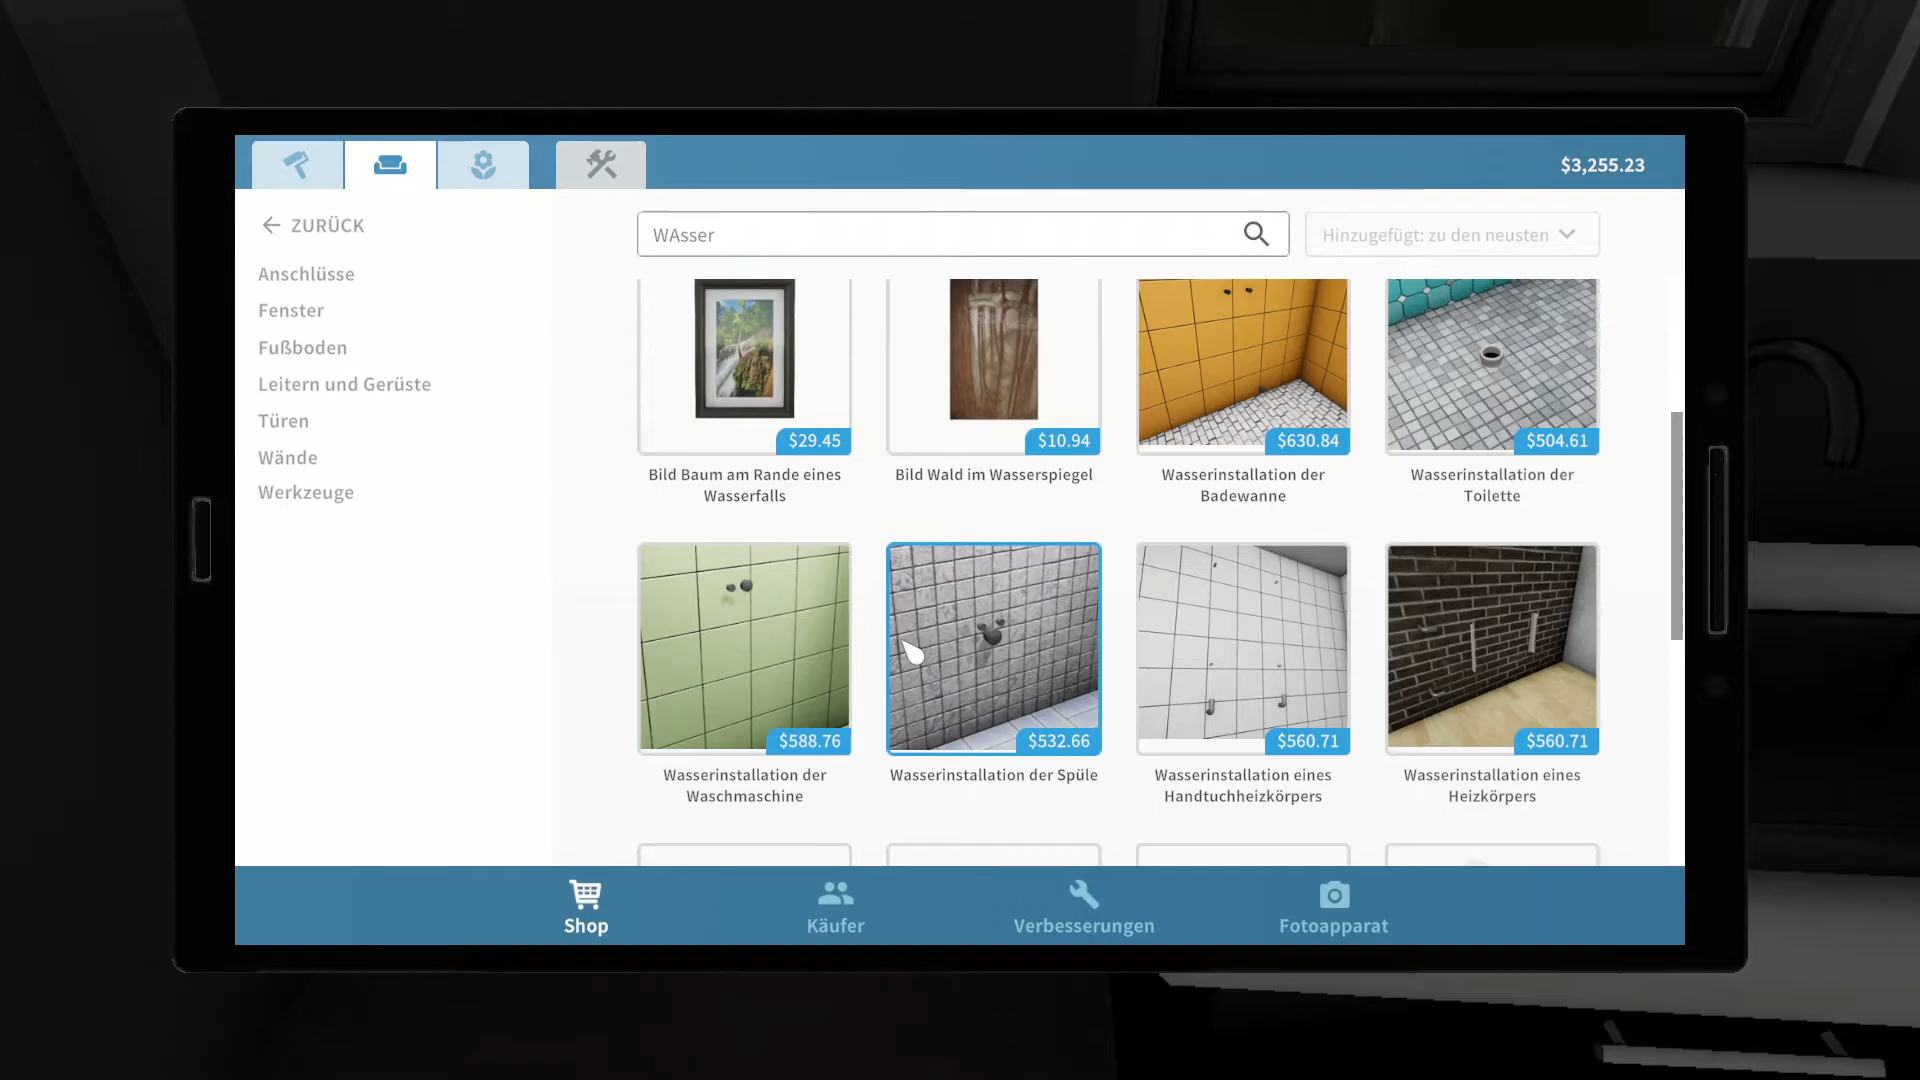 $3,255.23
ZURÜCK
Anschlüsse
Fenster
Fußboden
Leitern und Gerüste
Türen
Wände
Werkzeuge
WAsser
Hinzugefügt: zu den neusten
$29.45
$10.94
$630.84
$504.61
Bild Baum am Rande eines
Wasserfalls
Bild Wald im Wasserspiegel
Wasserinstallation der
Badewanne
Wasserinstallation der
Toilette
$588.76
$532.66
$560.71
$560.71
Wasserinstallation der
Waschmaschine
Wasserinstallation der Spüle
Wasserinstallation eines
Handtuchheizkörpers
Wasserinstallation eines
Heizkörpers
Shop
Käufer
Verbesserungen
Fotoapparat